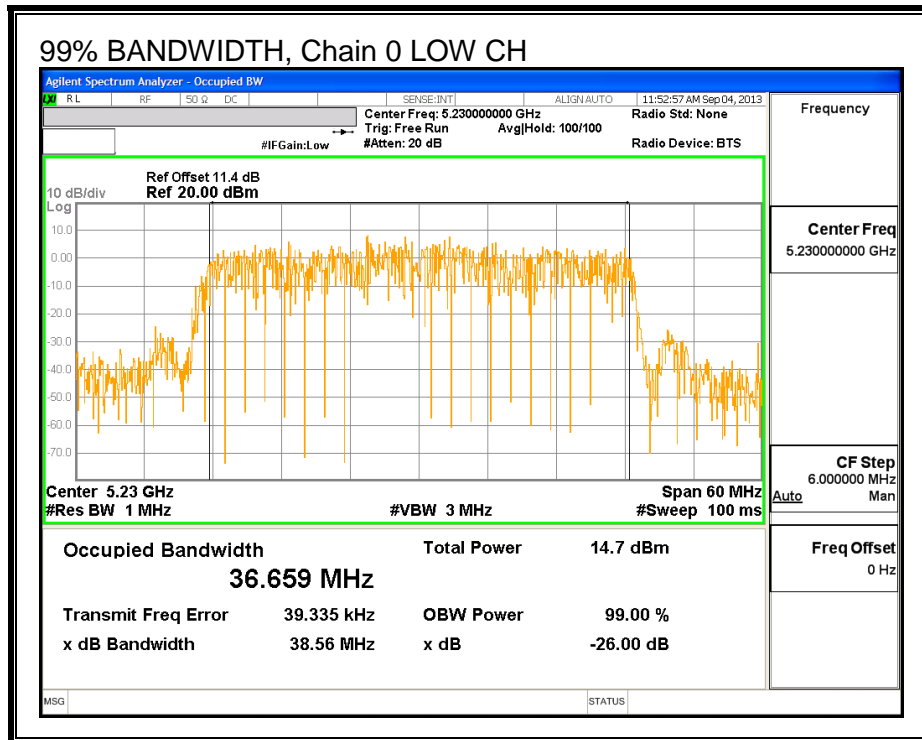 99% BANDWIDTH, Chain 0 LOW CH
Agilent Spectrum Analyzer - Occupied BW
LXI RL RF 50 Ω DC SENSE:INT ALIGN AUTO 11:52:57 AM Sep 04, 2013
Center Freq: 5.230000000 GHz Radio Std: None
Trig: Free Run Avg|Hold: 100/100
#IFGain:Low #Atten: 20 dB Radio Device: BTS
Frequency
Ref Offset 11.4 dB
10 dB/div Ref 20.00 dBm
Log
10.0
0.00
-10.0
-20.0
-30.0
-40.0
-50.0
-60.0
-70.0
Center Freq
5.230000000 GHz
Center 5.23 GHz Span 60 MHz
#Res BW 1 MHz #VBW 3 MHz #Sweep 100 ms
CF Step
6.000000 MHz
Auto Man
Occupied Bandwidth Total Power 14.7 dBm
36.659 MHz
Transmit Freq Error 39.335 kHz OBW Power 99.00 %
x dB Bandwidth 38.56 MHz x dB -26.00 dB
Freq Offset
0 Hz
MSG STATUS